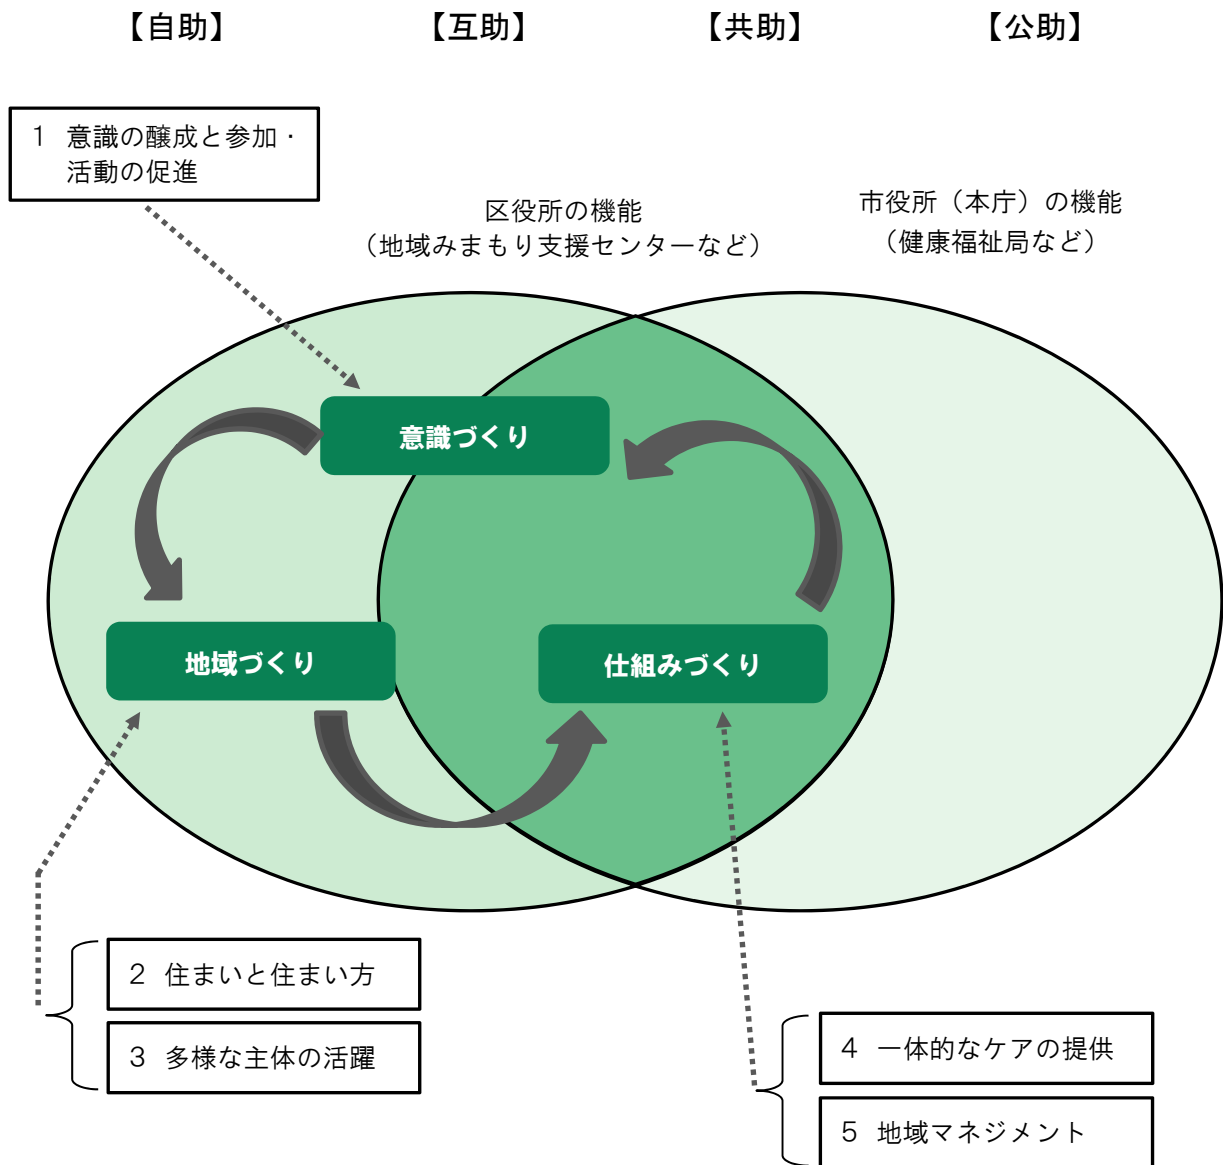 【自助】 【互助】 【共助】 【公助】
1 意識の醸成と参加・
活動の促進
区役所の機能
（地域みまもり支援センターなど）
市役所（本庁）の機能
（健康福祉局など）
意識づくり
地域づくり
仕組みづくり
2 住まいと住まい方
3 多様な主体の活躍
4 一体的なケアの提供
5 地域マネジメント